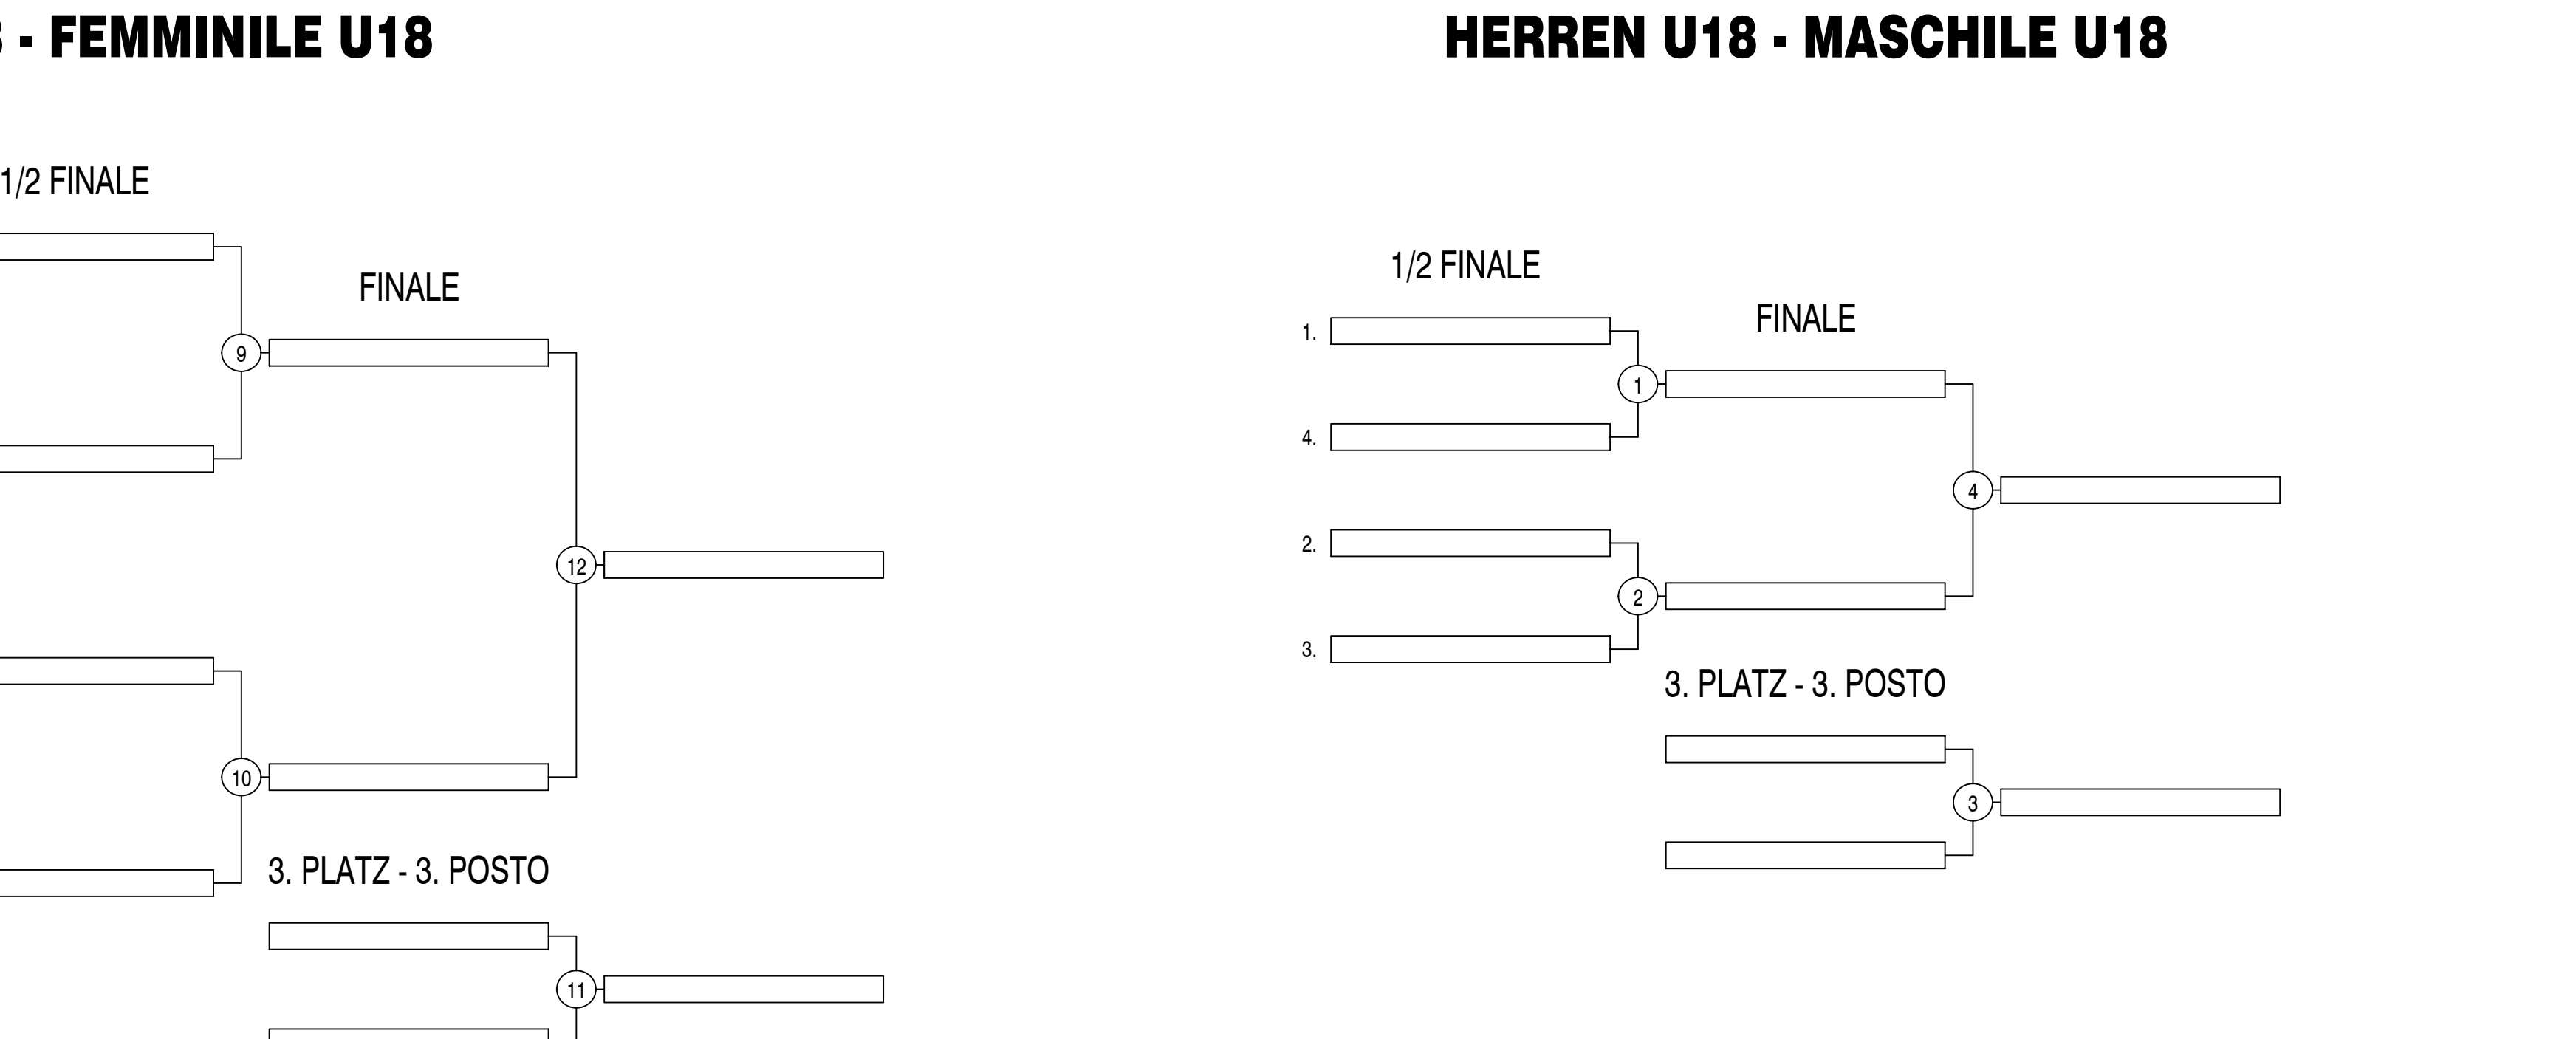 - FEMMINILE U18
1/2 FINALE
FINALE
9
12
10
3. PLATZ - 3. POSTO
11
HERREN U18 - MASCHILE U18
1/2 FINALE
FINALE
1.
1
4.
4
2.
2
3.
3. PLATZ - 3. POSTO
3